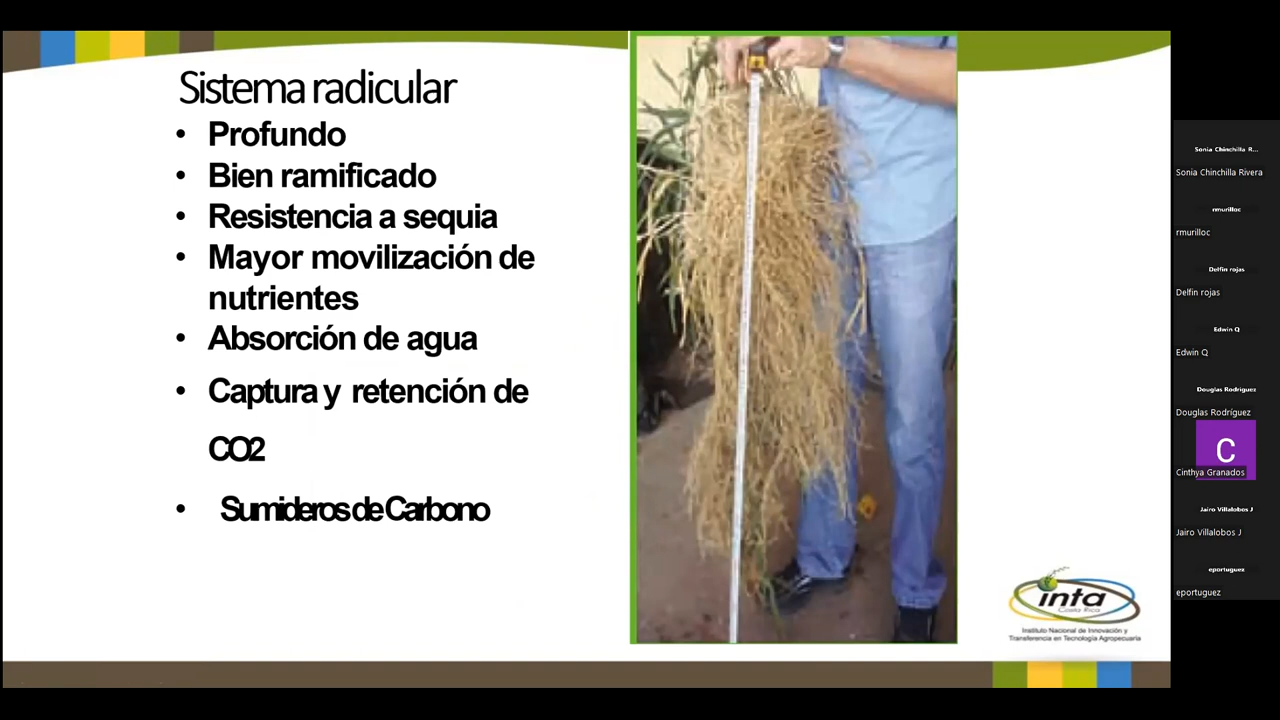 Sistema radicular
• Profundo
• Bien ramificado
• Resistencia a sequia
• Mayor movilización de
nutrientes
• Absorción de agua
• Captura y retención de
CO2
• Sumideros de Carbono
inta
Costa Rica
Instituto Nacional de Innovación y
Transferencia en Tecnología Agropecuaria
Sonia Chinchilla R...
Sonia Chinchilla Rivera
rmurilloc
rmurilloc
Delfin rojas
Delfin rojas
Edwin Q
Edwin Q
Douglas Rodríguez
Douglas Rodríguez
C
Cinthya Granados
Jairo Villalobos J
Jairo Villalobos J
eportuguez
eportuguez